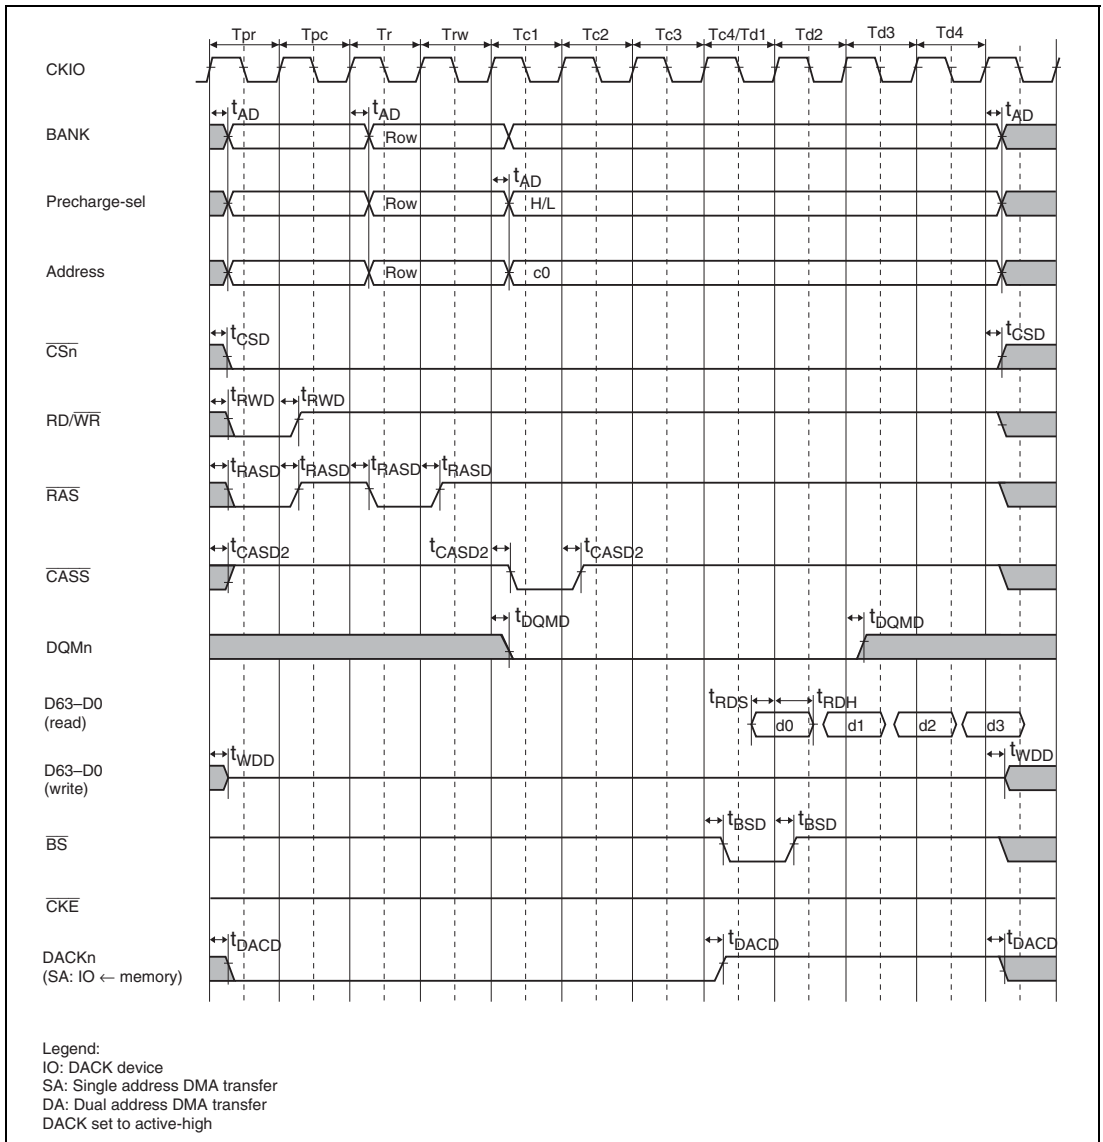 Tpr Tpc Tr Trw Tc1 Tc2 Tc3 Tc4/Td1 Td2 Td3 Td4
CKIO
tAD tAD tAD
BANK Row
tAD
Precharge-sel Row H/L
Address Row c0
tCSD tCSD
CSn
tRWD tRWD
RD/WR
tRASD tRASD tRASD tRASD
RAS
tCASD2 tCASD2 tCASD2
CASS
tDQMD tDQMD
DQMn
D63–D0
(read)
tRDS tRDH
d0 d1 d2 d3
tWDD tWDD
D63–D0
(write)
tBSD tBSD
BS
CKE
tDACD tDACD tDACD
DACKn
(SA: IO ← memory)
Legend:
IO: DACK device
SA: Single address DMA transfer
DA: Dual address DMA transfer
DACK set to active-high